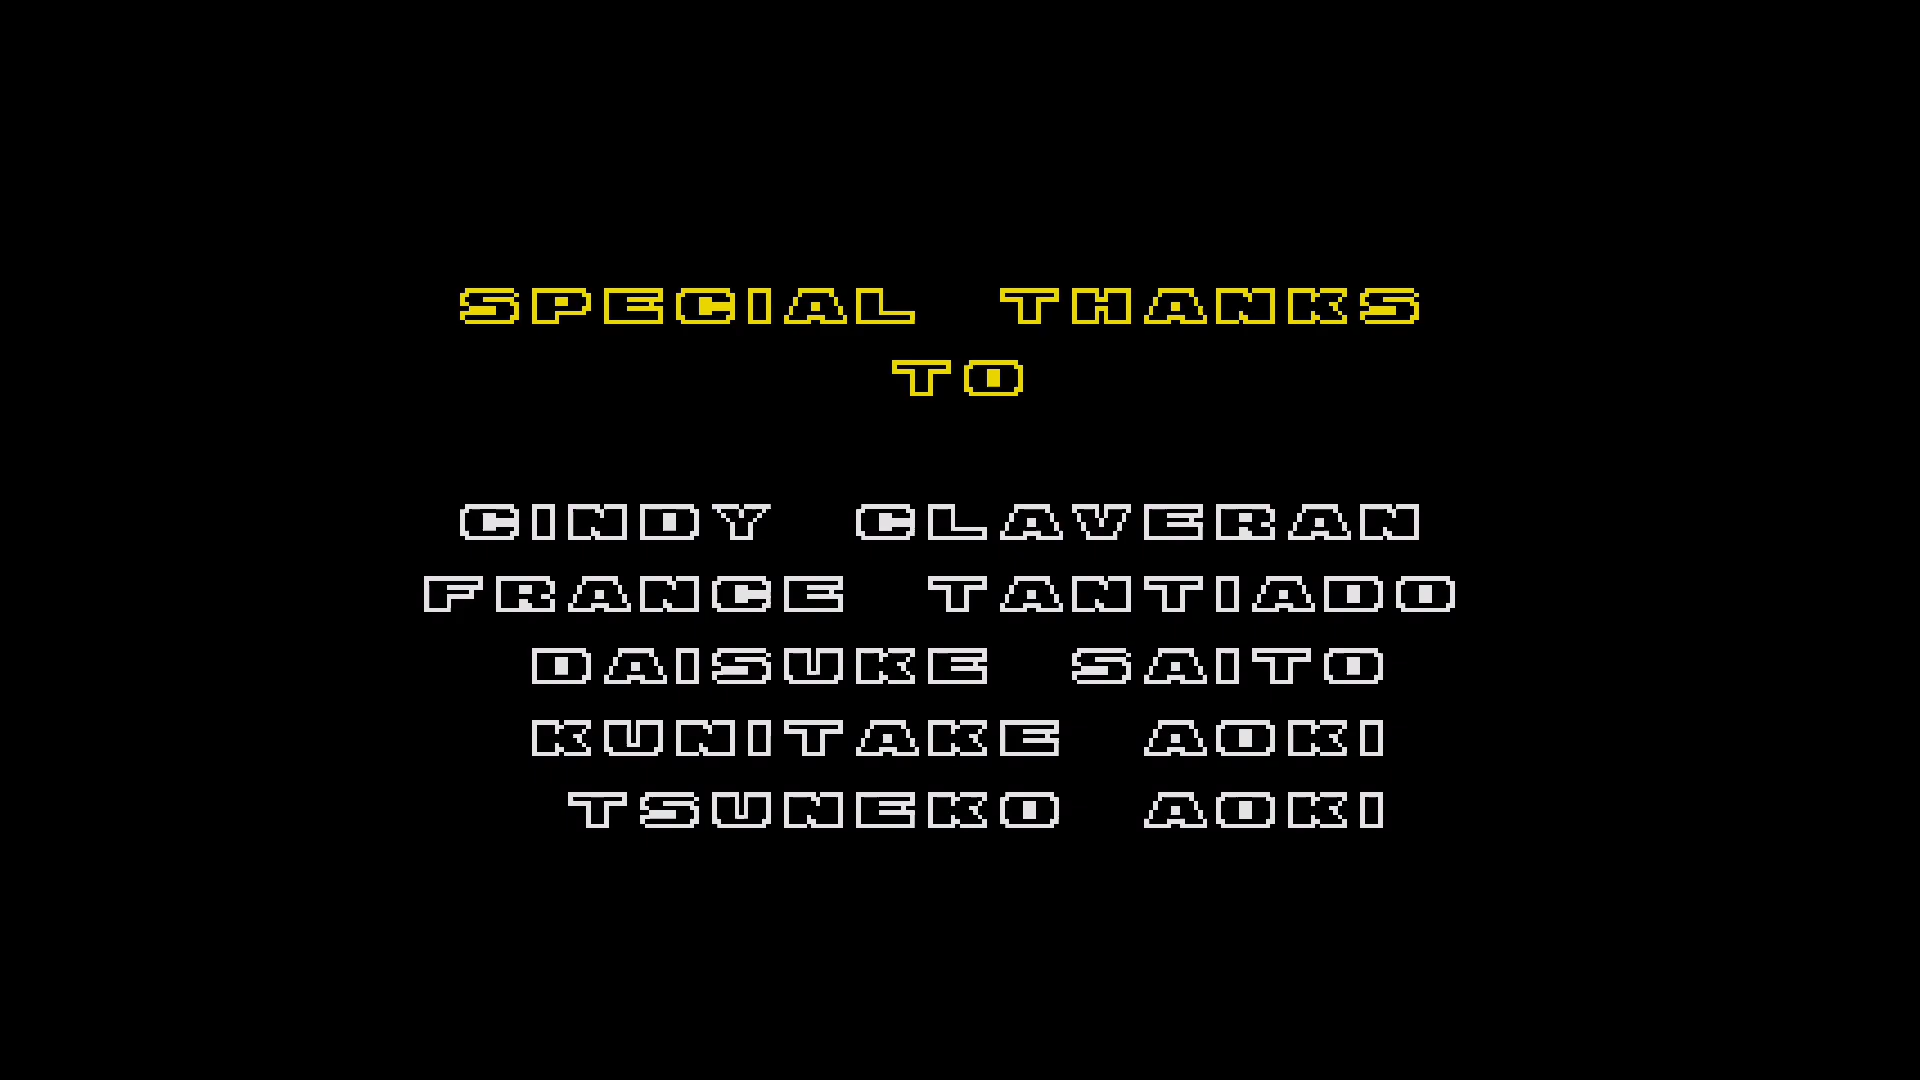 SPECIAL THANKS
TO
CINDY CLAVERAN
FRANCE TANTIADO
DAISUKE SAITO
KUNITAKE AOKI
TSUNEKO AOKI